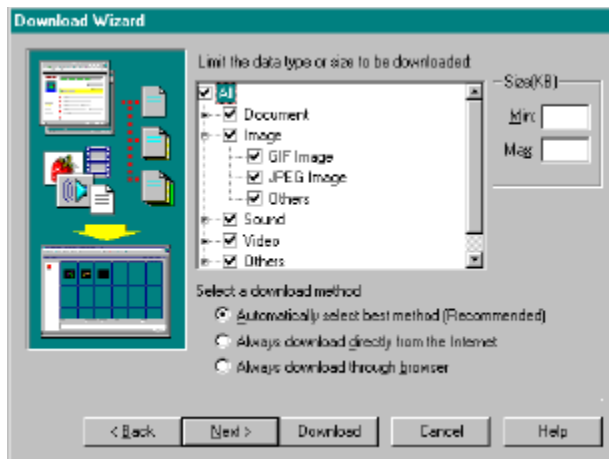 Download Wizard
Limit the data type or size to be downloaded
All
Document
Image
GIF Image
JPEG Image
Others
Sound
Video
Others
Size(KB)
Min:
Max:
Select a download method
Automatically select best method (Recommended)
Always download directly from the Internet
Always download through browser
< Back
Next >
Download
Cancel
Help